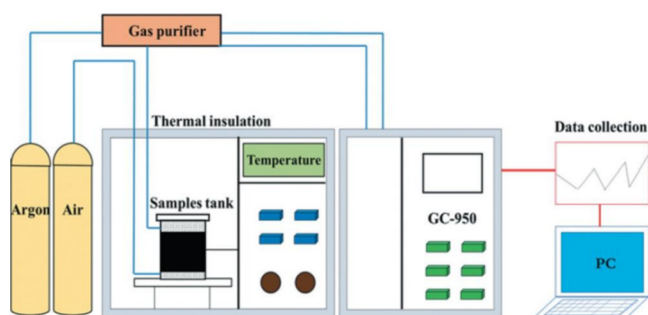 Gas purifier
Thermal insulation
Data collection
Temperature
Samples tank
Argon
Air
GC-950
PC